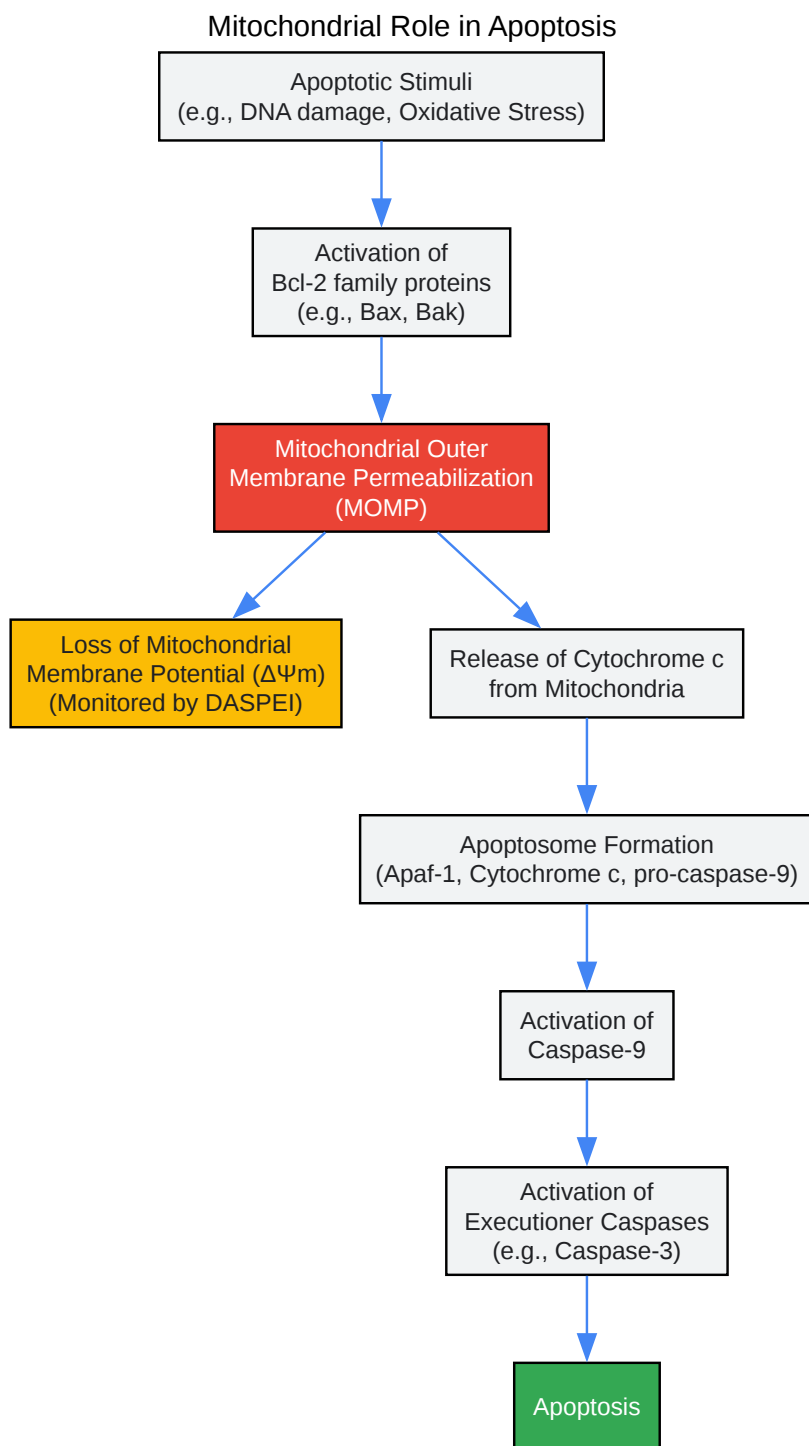 Mitochondrial Role in Apoptosis
Apoptotic Stimuli
(e.g., DNA damage, Oxidative Stress)
Activation of
Bcl-2 family proteins
(e.g., Bax, Bak)
Mitochondrial Outer
Membrane Permeabilization
(MOMP)
Loss of Mitochondrial
Membrane Potential (ΔΨm)
(Monitored by DASPEI)
Release of Cytochrome c
from Mitochondria
Apoptosome Formation
(Apaf-1, Cytochrome c, pro-caspase-9)
Activation of
Caspase-9
Activation of
Executioner Caspases
(e.g., Caspase-3)
Apoptosis